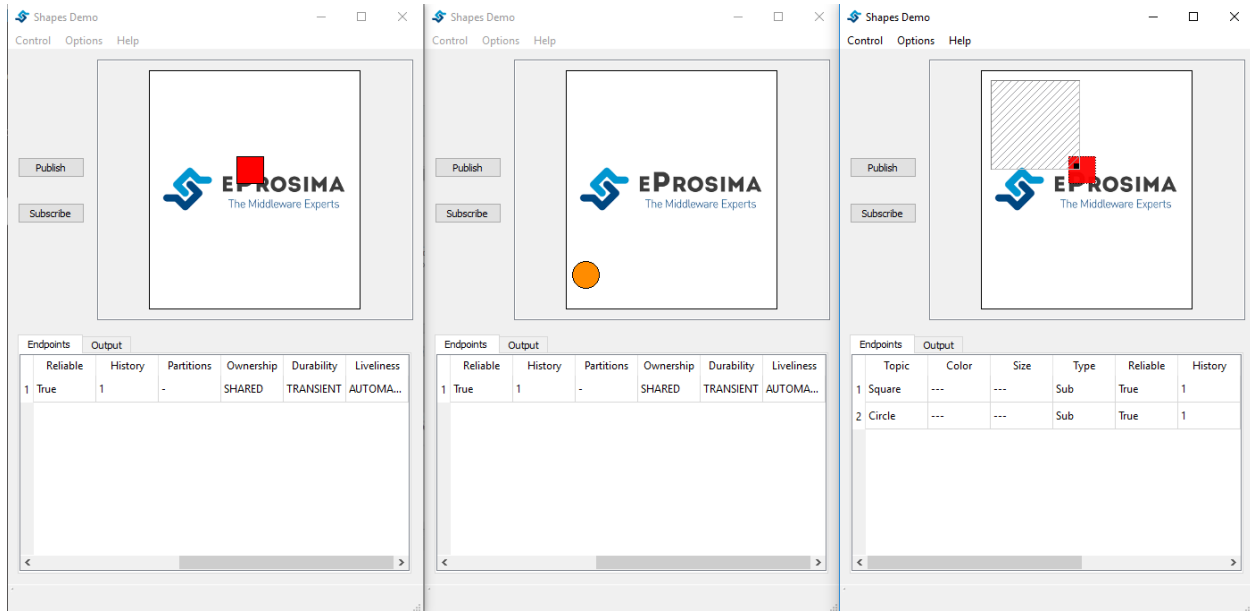 Shapes Demo
Control Options Help
Publish
Subscribe
EPROSIMA
The Middleware Experts
Endpoints Output
Reliable History Partitions Ownership Durability Liveliness
1 True 1 - SHARED TRANSIENT AUTOMA...
Shapes Demo
Control Options Help
Publish
Subscribe
EPROSIMA
The Middleware Experts
Endpoints Output
Reliable History Partitions Ownership Durability Liveliness
1 True 1 - SHARED TRANSIENT AUTOMA...
Shapes Demo
Control Options Help
Publish
Subscribe
EPROSIMA
The Middleware Experts
Endpoints Output
Topic Color Size Type Reliable History
1 Square --- --- Sub True 1
2 Circle --- --- Sub True 1